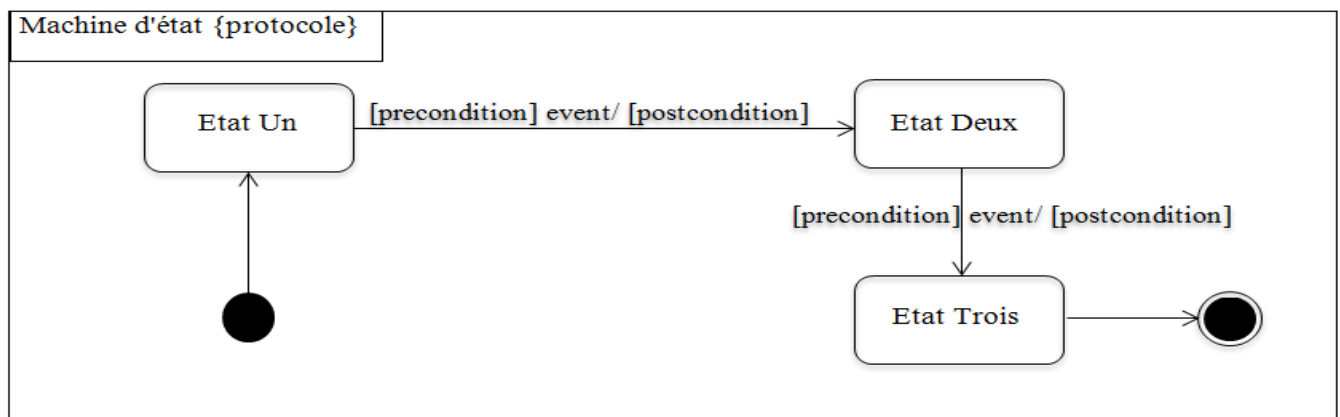 Machine d'état {protocole}
Etat Un
[precondition] event/ [postcondition]
Etat Deux
[precondition] event/ [postcondition]
Etat Trois